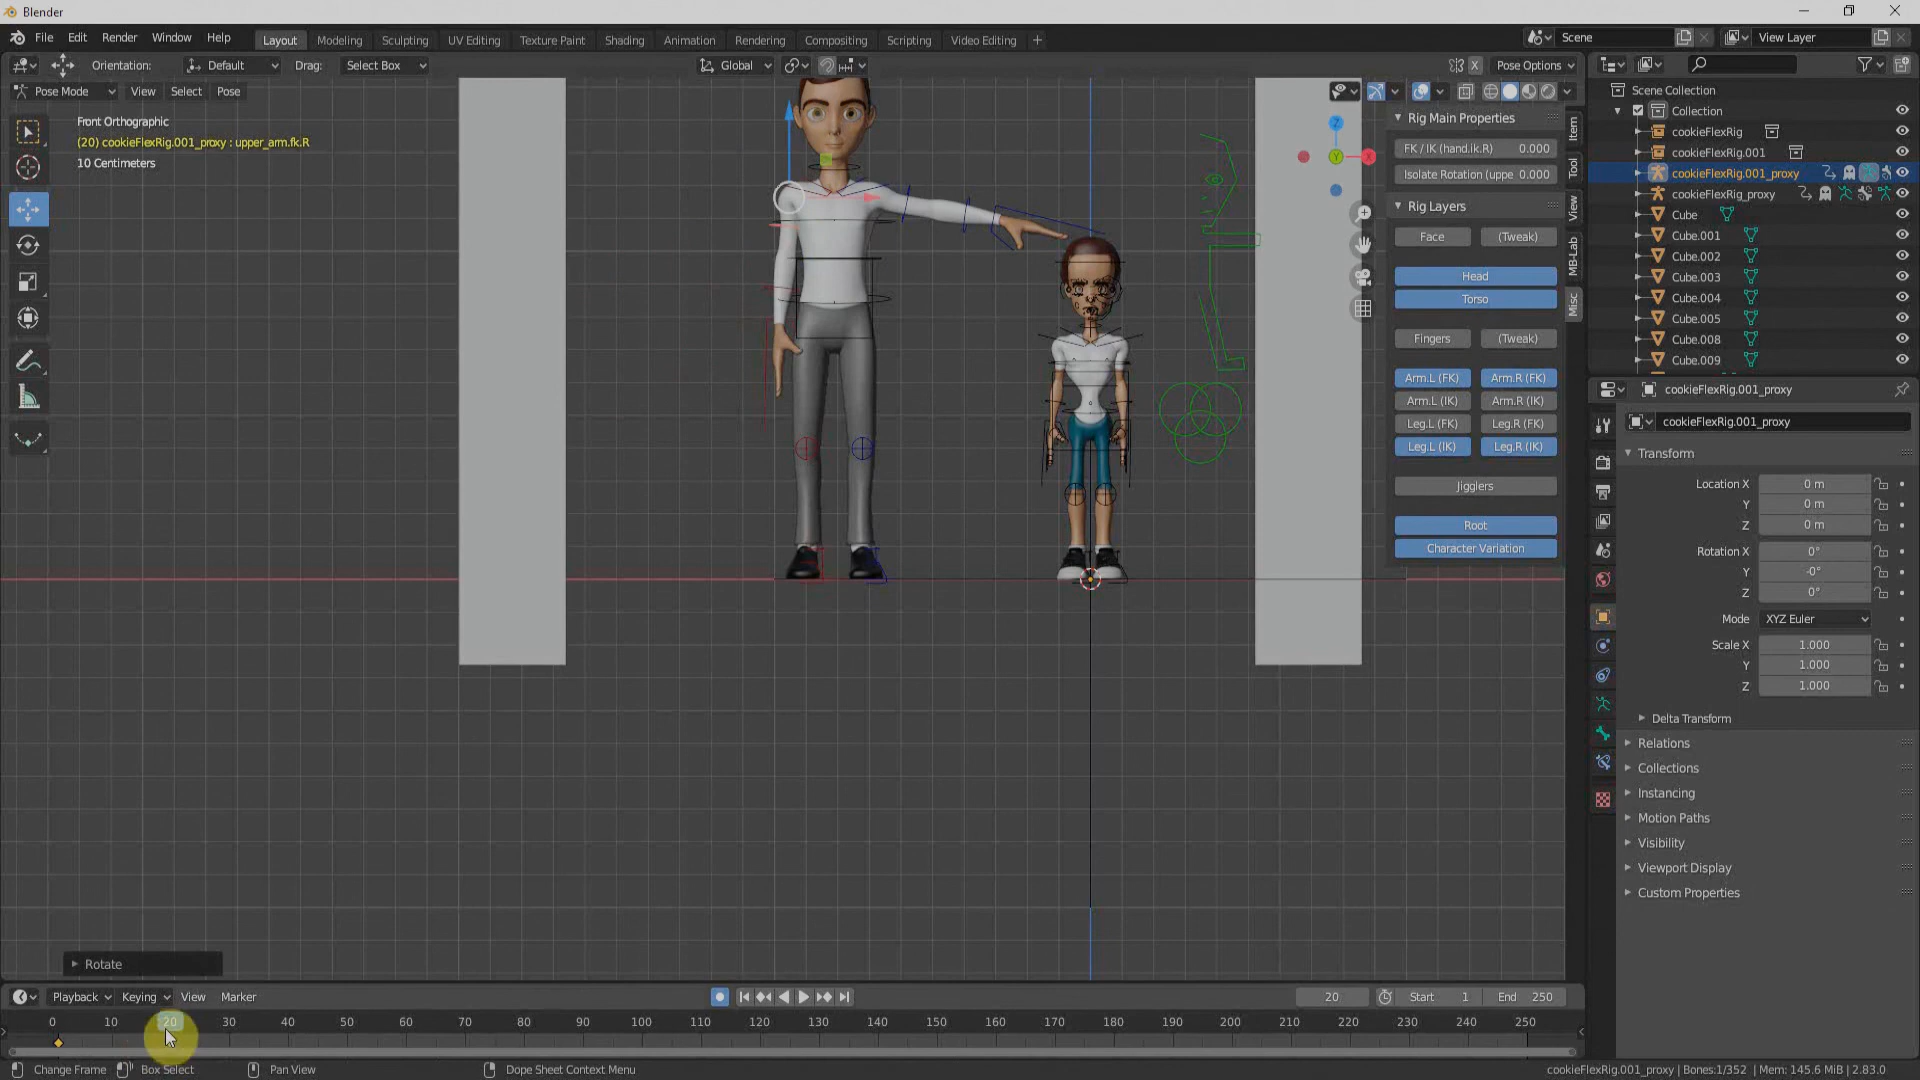 Blender
File Edit Render Window Help Layout Modeling Sculpting UV Editing Texture Paint Shading Animation Rendering Compositing Scripting Video Editing + Scene View Layer
Orientation: Default Drag: Select Box Global X Pose Options
Pose Mode View Select Pose
Front Orthographic
(20) cookieFlexRig.001_proxy : upper_arm.fk.R
10 Centimeters
Z
X
Y
Rig Main Properties
FK / IK (hand.ik.R) 0.000
Isolate Rotation (uppe 0.000
Rig Layers
Face (Tweak)
Head
Torso
Fingers (Tweak)
Arm.L (FK) Arm.R (FK)
Arm.L (IK) Arm.R (IK)
Leg.L (FK) Leg.R (FK)
Leg.L (IK) Leg.R (IK)
Jigglers
Root
Character Variation
Item
Tool
View
MB-Lab
Misc
Scene Collection
Collection
cookieFlexRig
cookieFlexRig.001
cookieFlexRig.001_proxy
cookieFlexRig_proxy
Cube
Cube.001
Cube.002
Cube.003
Cube.004
Cube.005
Cube.008
Cube.009
cookieFlexRig.001_proxy
cookieFlexRig.001_proxy
Transform
Location X 0 m
Y 0 m
Z 0 m
Rotation X 0°
Y -0°
Z 0°
Mode XYZ Euler
Scale X 1.000
Y 1.000
Z 1.000
Delta Transform
Relations
Collections
Instancing
Motion Paths
Visibility
Viewport Display
Custom Properties
Rotate
Playback Keying View Marker 20 Start 1 End 250
0 10 20 30 40 50 60 70 80 90 100 110 120 130 140 150 160 170 180 190 200 210 220 230 240 250
Change Frame Box Select Pan View Dope Sheet Context Menu cookieFlexRig.001_proxy | Bones:1/352 | Mem: 145.6 MiB | 2.83.0